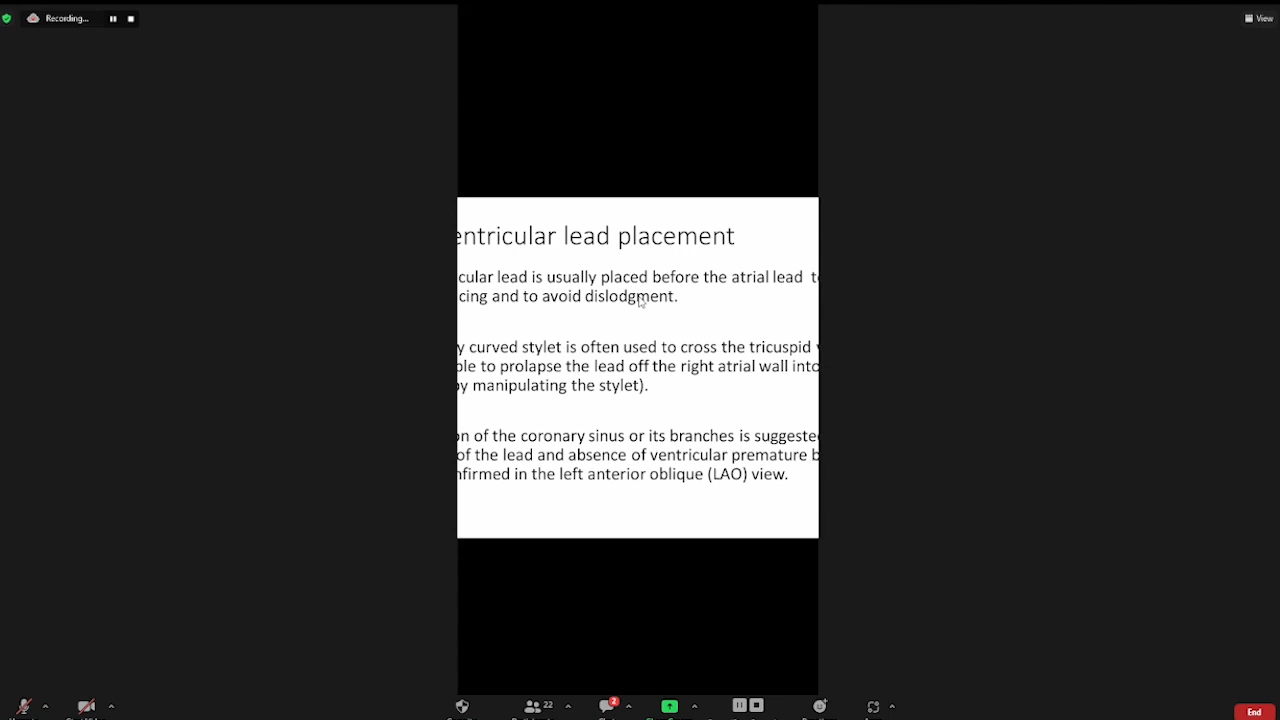 Recording...
View
entricular lead placement
cular lead is usually placed before the atrial lead
cing and to avoid dislodgment.
y curved stylet is often used to cross the tricuspid
ble to prolapse the lead off the right atrial wall into
by manipulating the stylet).
on of the coronary sinus or its branches is suggeste
of the lead and absence of ventricular premature b
nfirmed in the left anterior oblique (LAO) view.
22
2
End